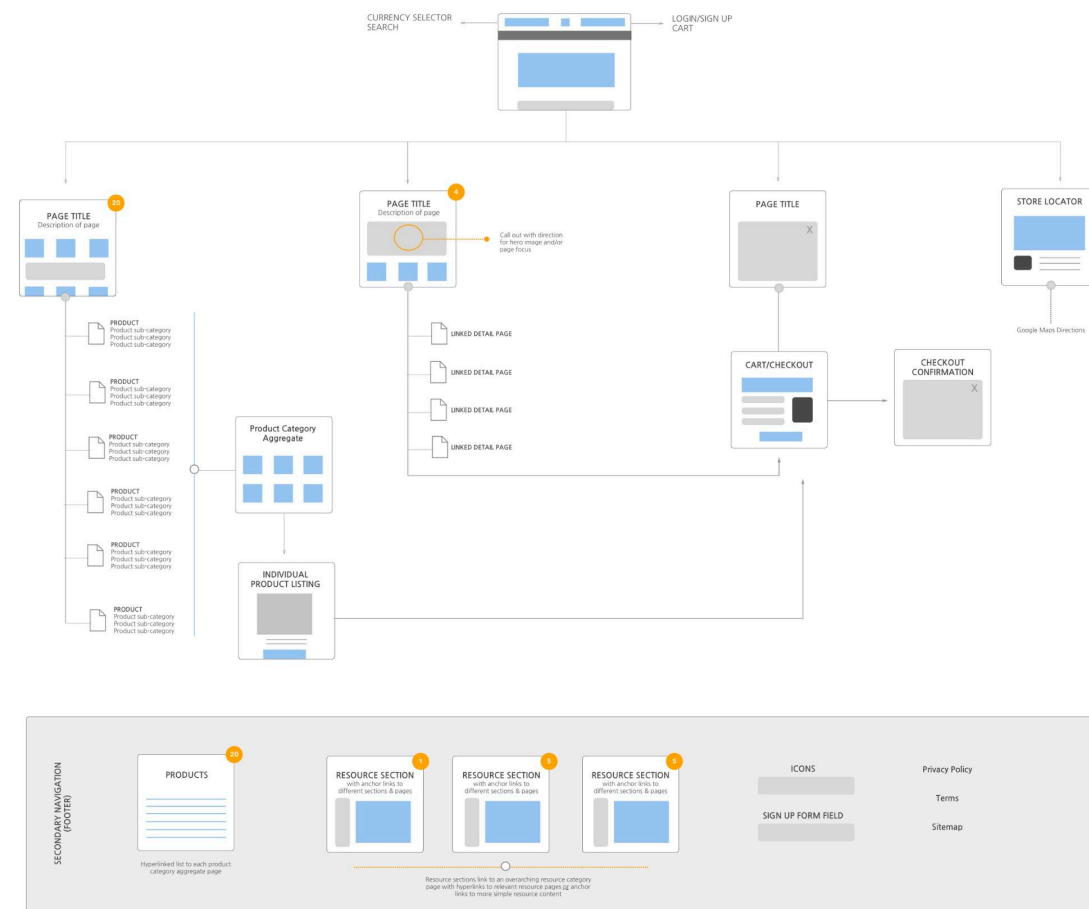 CURRENCY SELECTOR
SEARCH
LOGIN/SIGN UP
CART
20
PAGE TITLE
Description of page
4
PAGE TITLE
Description of page
Call out with direction
for hero image and/or
page focus
PAGE TITLE
X
STORE LOCATOR
Google Maps Directions
PRODUCT
Product sub-category
Product sub-category
Product sub-category
PRODUCT
Product sub-category
Product sub-category
Product sub-category
PRODUCT
Product sub-category
Product sub-category
Product sub-category
PRODUCT
Product sub-category
Product sub-category
Product sub-category
PRODUCT
Product sub-category
Product sub-category
Product sub-category
PRODUCT
Product sub-category
Product sub-category
Product sub-category
Product Category
Aggregate
INDIVIDUAL
PRODUCT LISTING
LINKED DETAIL PAGE
LINKED DETAIL PAGE
LINKED DETAIL PAGE
LINKED DETAIL PAGE
CART/CHECKOUT
CHECKOUT
CONFIRMATION
X
SECONDARY NAVIGATION
(FOOTER)
20
PRODUCTS
Hyperlinked list to each product
category aggregate page
1
RESOURCE SECTION
with anchor links to
different sections & pages
5
RESOURCE SECTION
with anchor links to
different sections & pages
5
RESOURCE SECTION
with anchor links to
different sections & pages
Resource sections link to an overarching resource category
page with hyperlinks to relevant resource pages or anchor
links to more simple resource content
ICONS
SIGN UP FORM FIELD
Privacy Policy
Terms
Sitemap